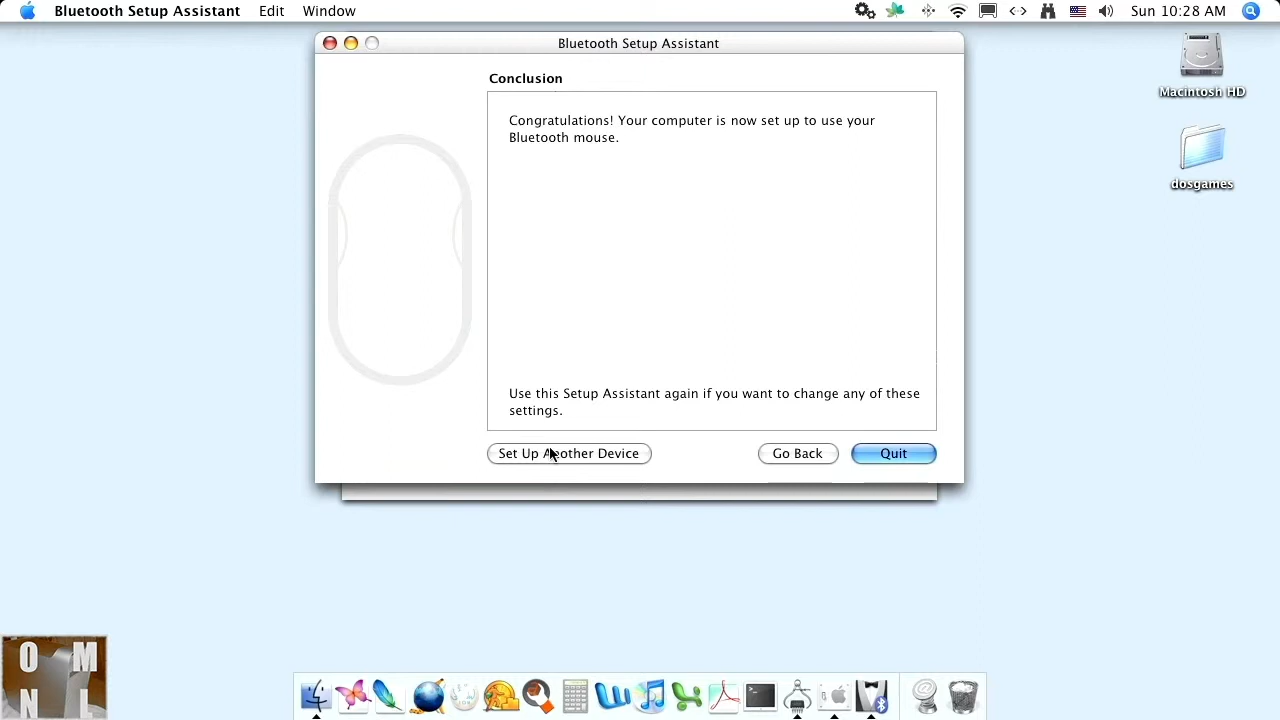 Bluetooth Setup Assistant Edit Window Sun 10:28 AM
Bluetooth Setup Assistant
Conclusion
Congratulations! Your computer is now set up to use your
Bluetooth mouse.
Use this Setup Assistant again if you want to change any of these
settings.
Set Up Another Device Go Back Quit
Macintosh HD
dosgames
O M
N L